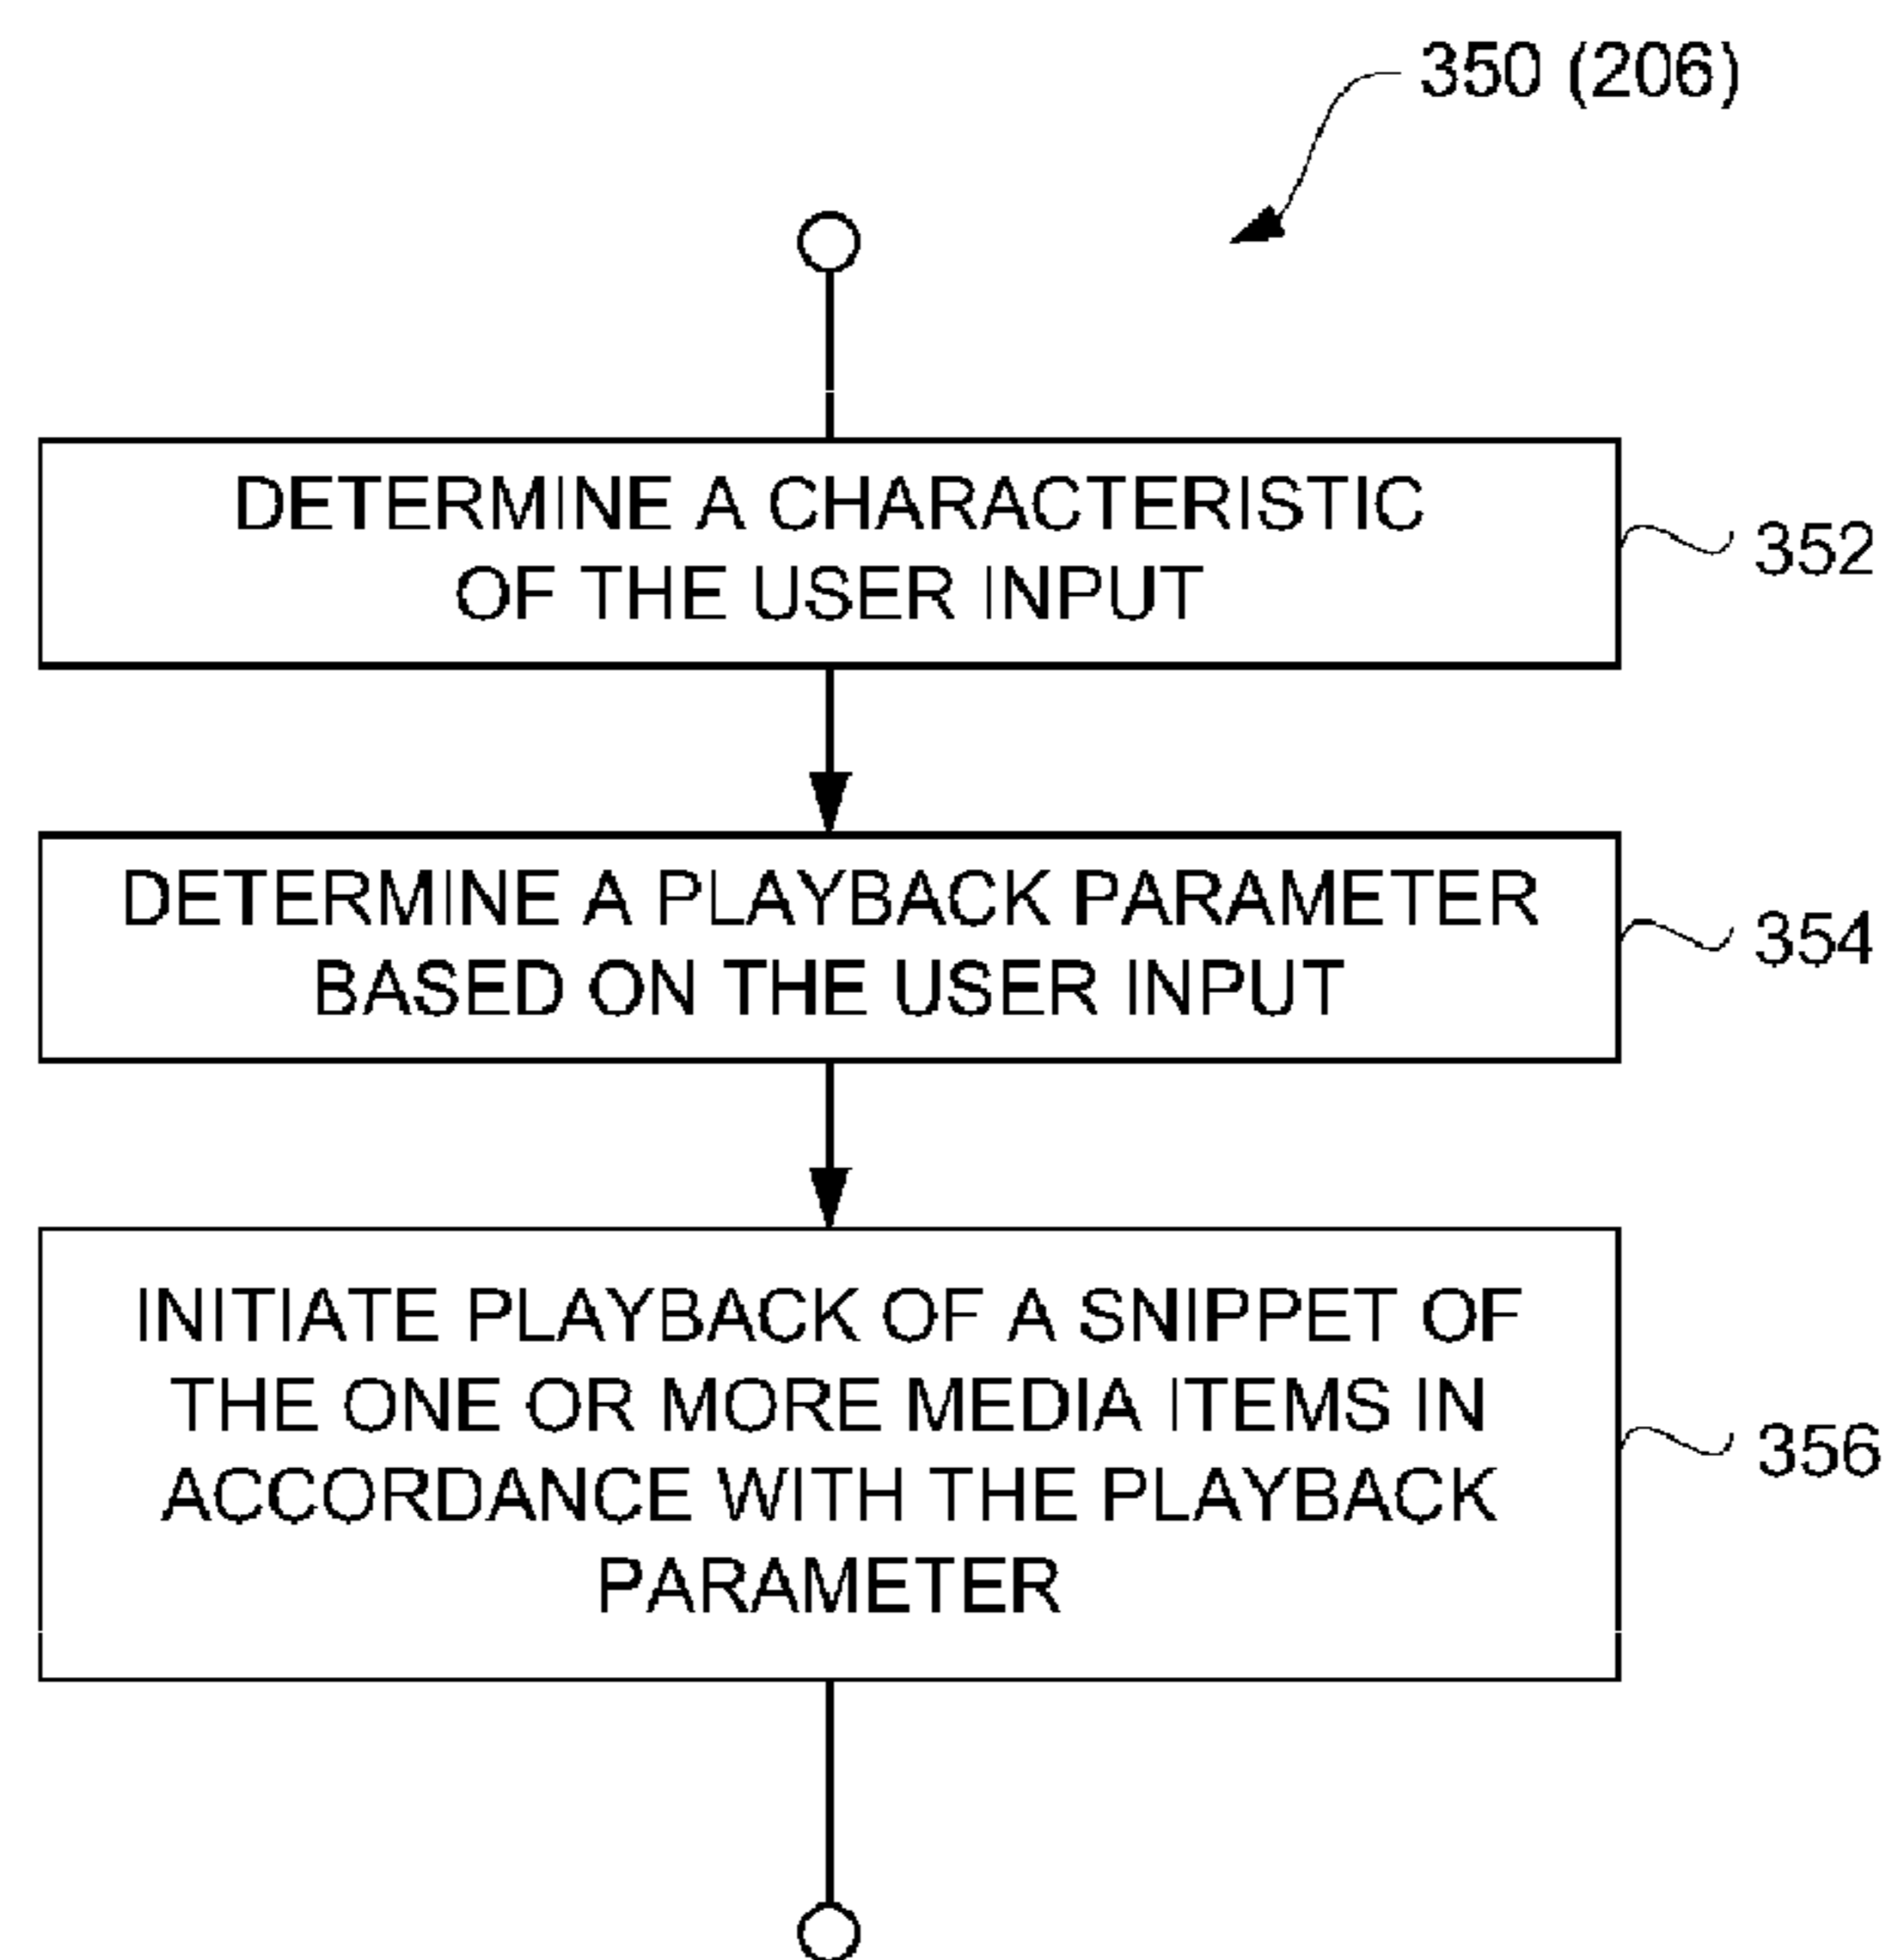 350 (206)
DETERMINE A CHARACTERISTIC
OF THE USER INPUT
352
DETERMINE A PLAYBACK PARAMETER
BASED ON THE USER INPUT
354
INITIATE PLAYBACK OF A SNIPPET OF
THE ONE OR MORE MEDIA ITEMS IN
ACCORDANCE WITH THE PLAYBACK
PARAMETER
356